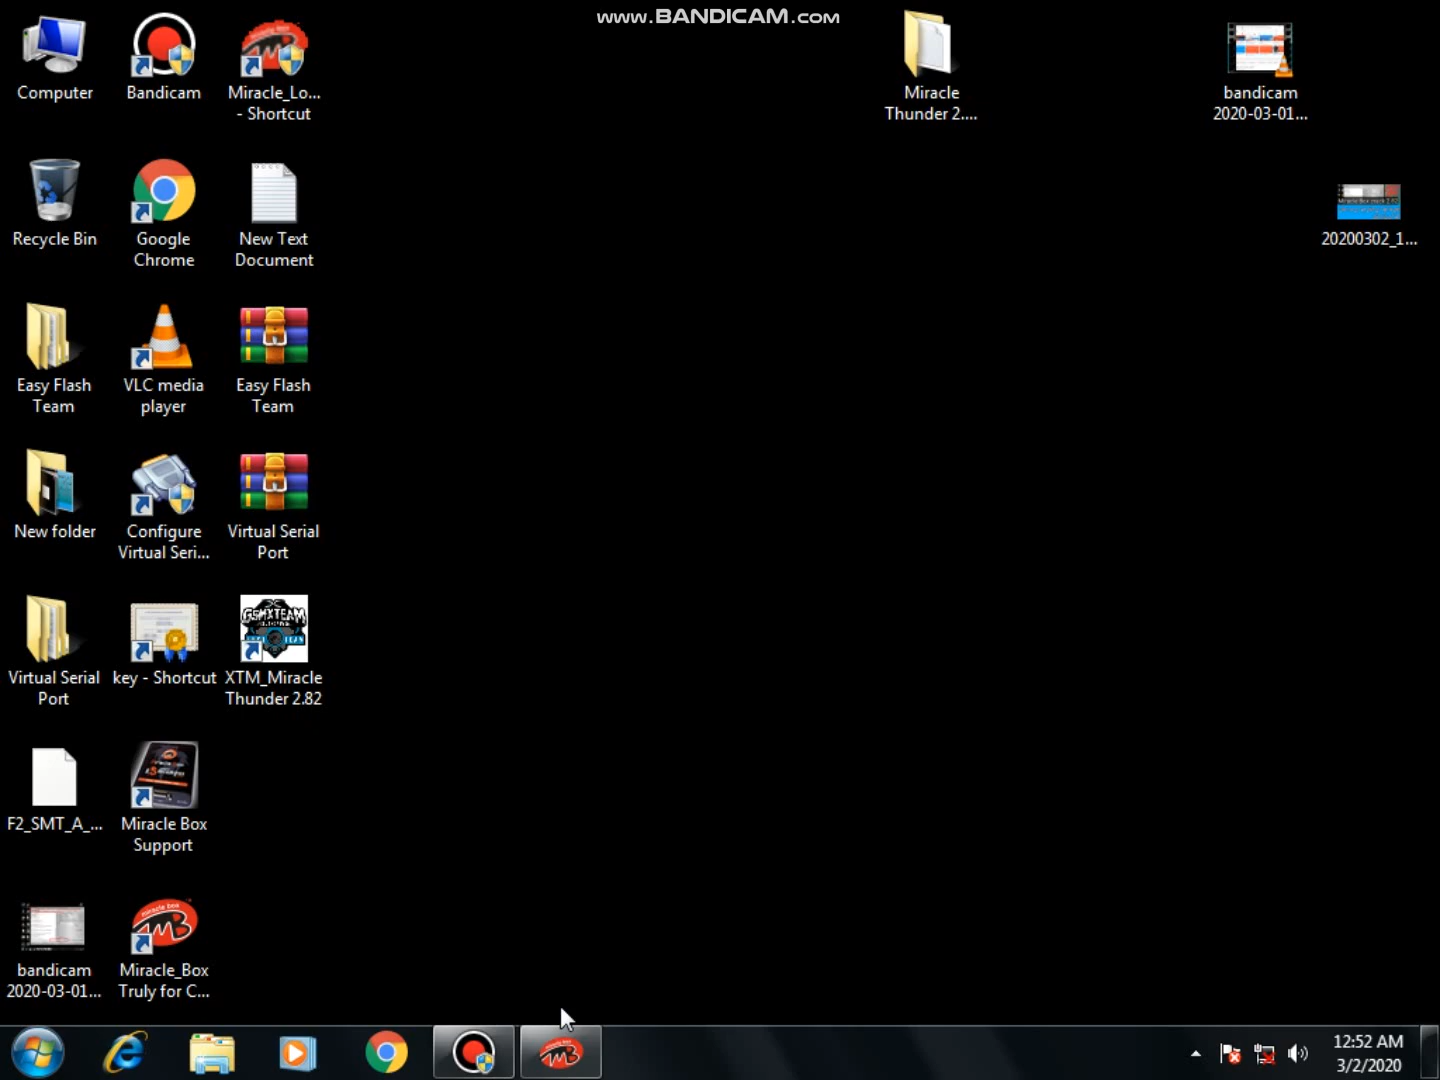 www.BANDICAM.com
Computer
Bandicam
Miracle_Lo...
- Shortcut
Miracle
Thunder 2....
bandicam
2020-03-01...
Recycle Bin
Google
Chrome
New Text
Document
20200302_1...
Easy Flash
Team
VLC media
player
Easy Flash
Team
New folder
Configure
Virtual Seri...
Virtual Serial
Port
GSMXTEAM
Virtual Serial
Port
key - Shortcut
XTM_Miracle
Thunder 2.82
F2_SMT_A_...
Miracle Box
Support
miracle box
bandicam
2020-03-01...
Miracle_Box
Truly for C...
12:52 AM
3/2/2020